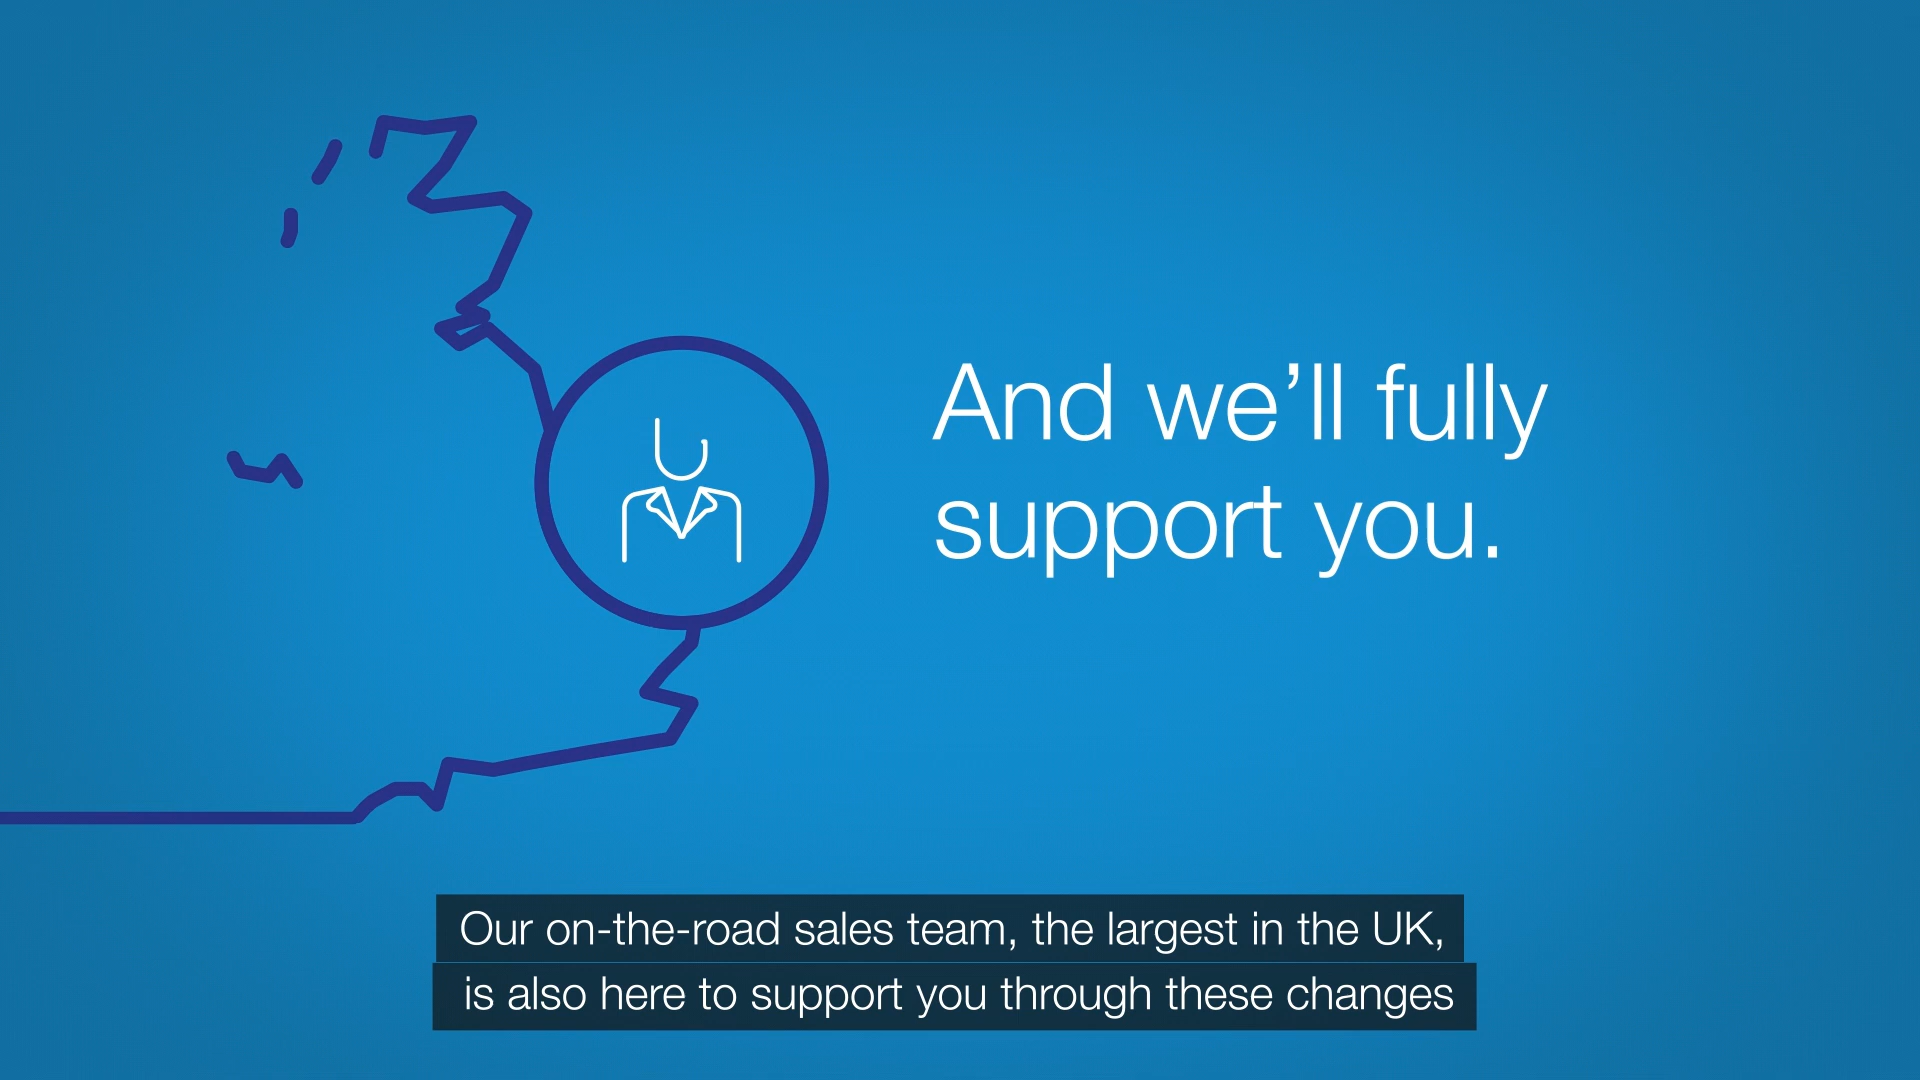 And we’ll fully
support you.
Our on-the-road sales team, the largest in the UK,
is also here to support you through these changes